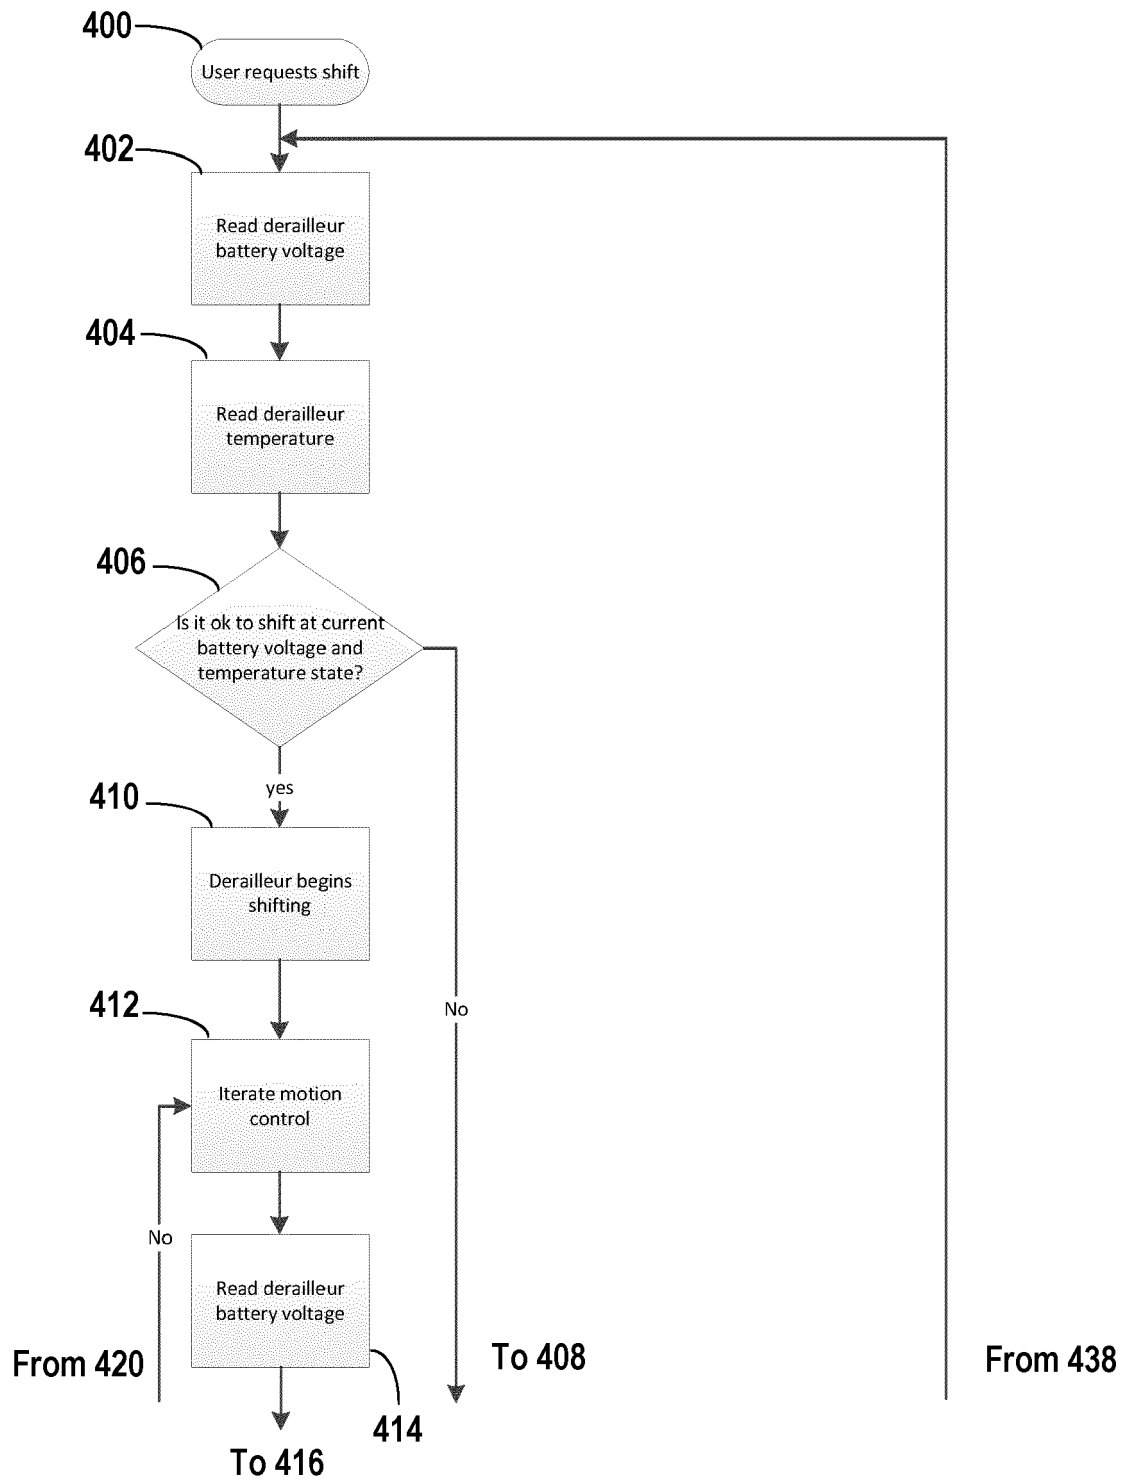 400
User requests shift
402
Read derailleur
battery voltage
404
Read derailleur
temperature
406
Is it ok to shift at current
battery voltage and
temperature state?
yes
410
Derailleur begins
shifting
No
412
Iterate motion
control
No
Read derailleur
battery voltage
From 420
To 408
From 438
414
To 416